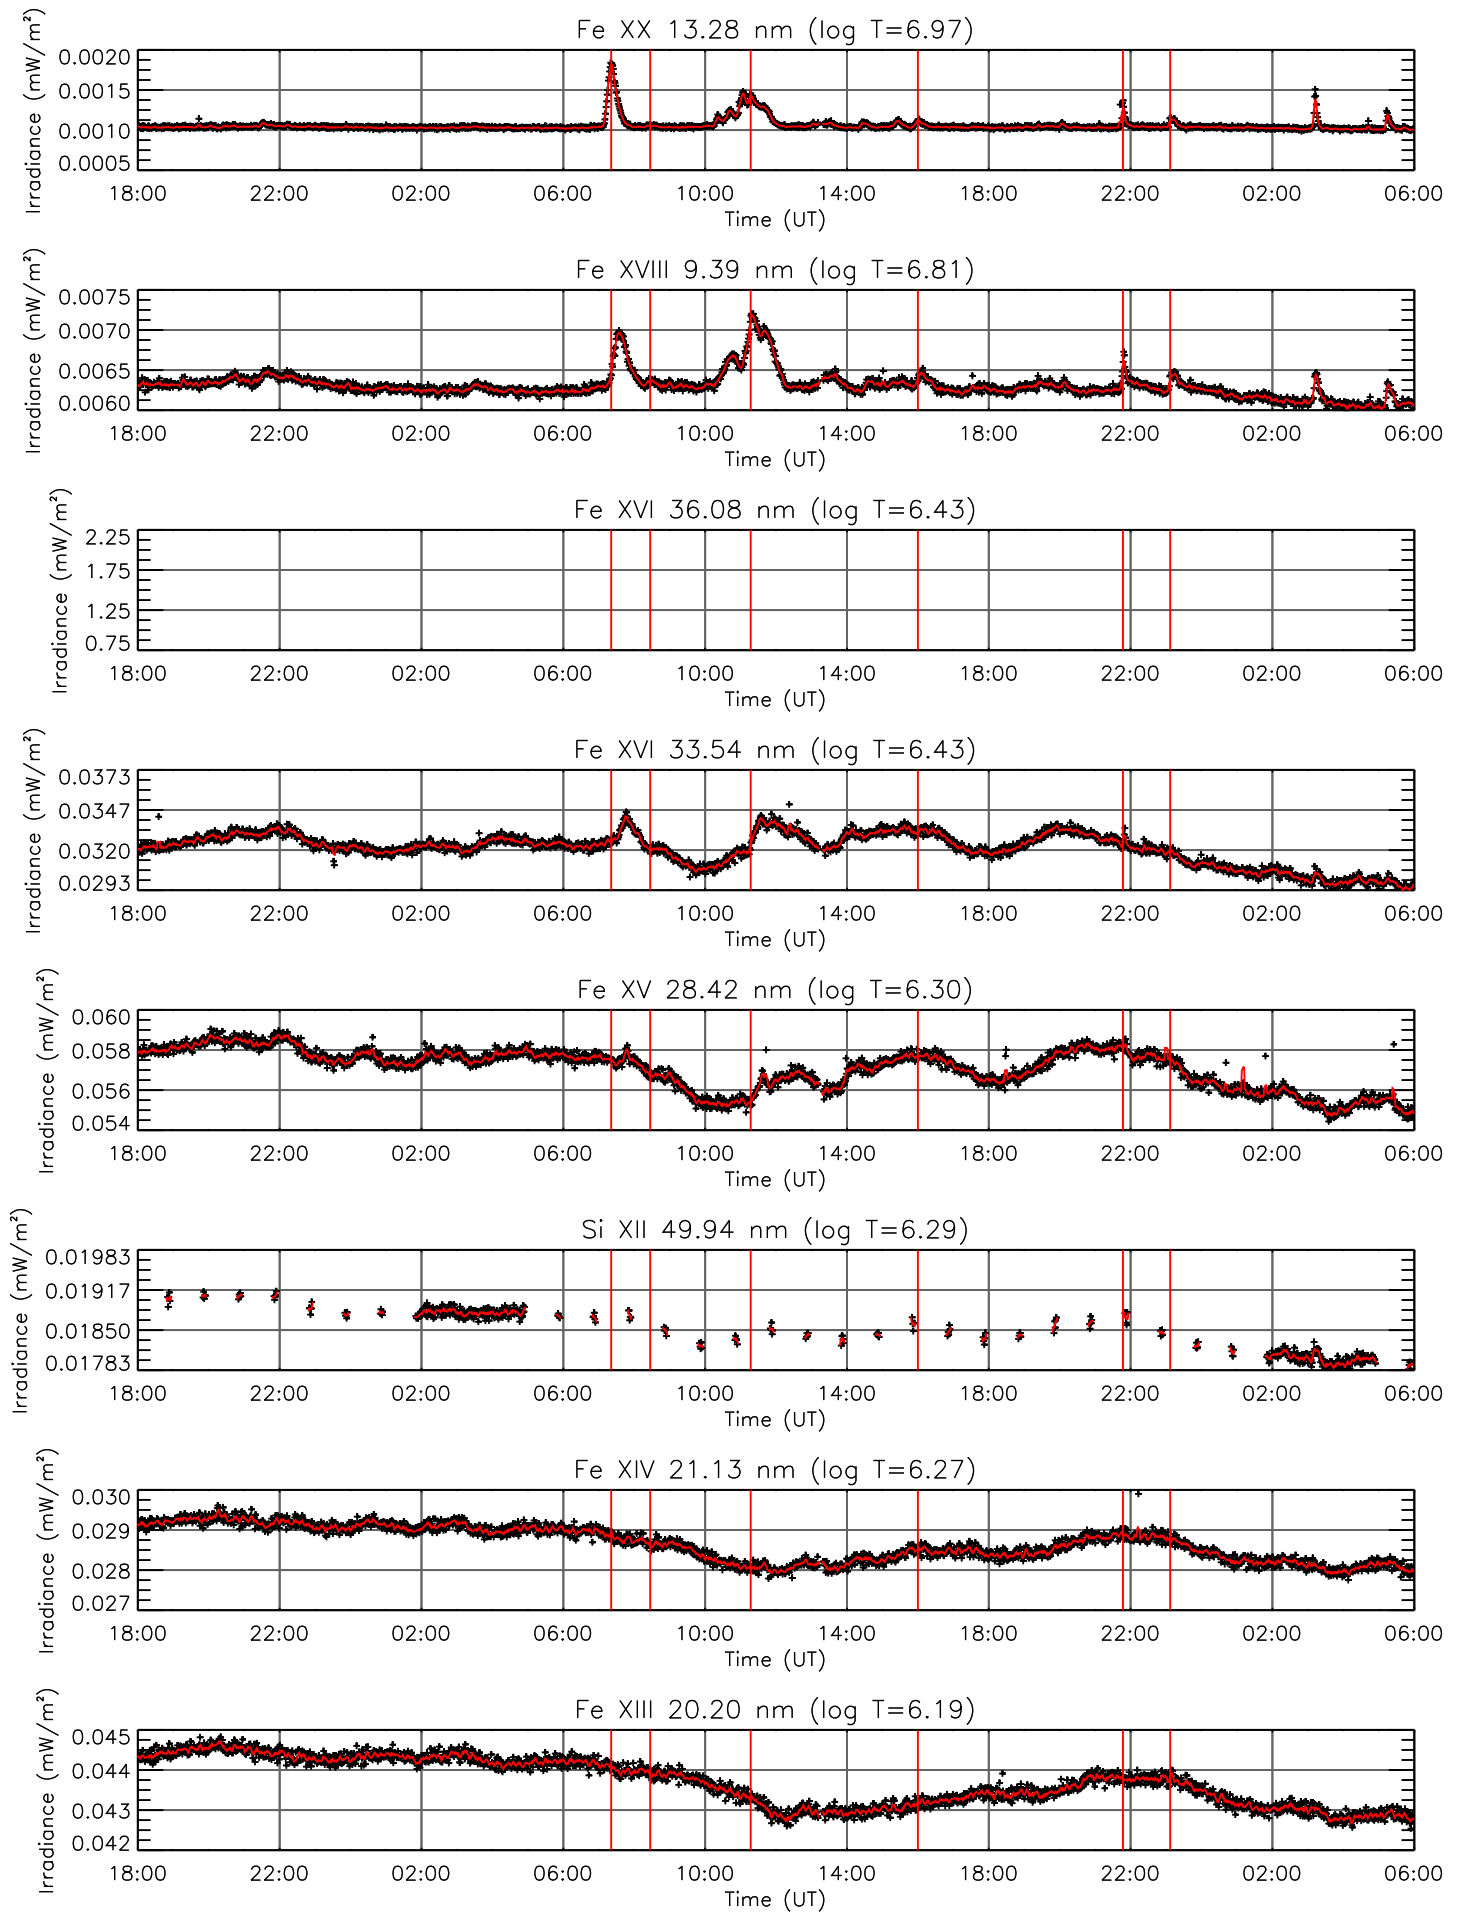 Fe XX 13.28 nm (log T=6.97)
Irradiance (mW/m²)
0.0020
0.0015
0.0010
0.0005
18:00 22:00 02:00 06:00 10:00 14:00 18:00 22:00 02:00 06:00
Time (UT)
Fe XVIII 9.39 nm (log T=6.81)
Irradiance (mW/m²)
0.0075
0.0070
0.0065
0.0060
18:00 22:00 02:00 06:00 10:00 14:00 18:00 22:00 02:00 06:00
Time (UT)
Fe XVI 36.08 nm (log T=6.43)
Irradiance (mW/m²)
2.25
1.75
1.25
0.75
18:00 22:00 02:00 06:00 10:00 14:00 18:00 22:00 02:00 06:00
Time (UT)
Fe XVI 33.54 nm (log T=6.43)
Irradiance (mW/m²)
0.0373
0.0347
0.0320
0.0293
18:00 22:00 02:00 06:00 10:00 14:00 18:00 22:00 02:00 06:00
Time (UT)
Fe XV 28.42 nm (log T=6.30)
Irradiance (mW/m²)
0.060
0.058
0.056
0.054
18:00 22:00 02:00 06:00 10:00 14:00 18:00 22:00 02:00 06:00
Time (UT)
Si XII 49.94 nm (log T=6.29)
Irradiance (mW/m²)
0.01983
0.01917
0.01850
0.01783
18:00 22:00 02:00 06:00 10:00 14:00 18:00 22:00 02:00 06:00
Time (UT)
Fe XIV 21.13 nm (log T=6.27)
Irradiance (mW/m²)
0.030
0.029
0.028
0.027
18:00 22:00 02:00 06:00 10:00 14:00 18:00 22:00 02:00 06:00
Time (UT)
Fe XIII 20.20 nm (log T=6.19)
Irradiance (mW/m²)
0.045
0.044
0.043
0.042
18:00 22:00 02:00 06:00 10:00 14:00 18:00 22:00 02:00 06:00
Time (UT)